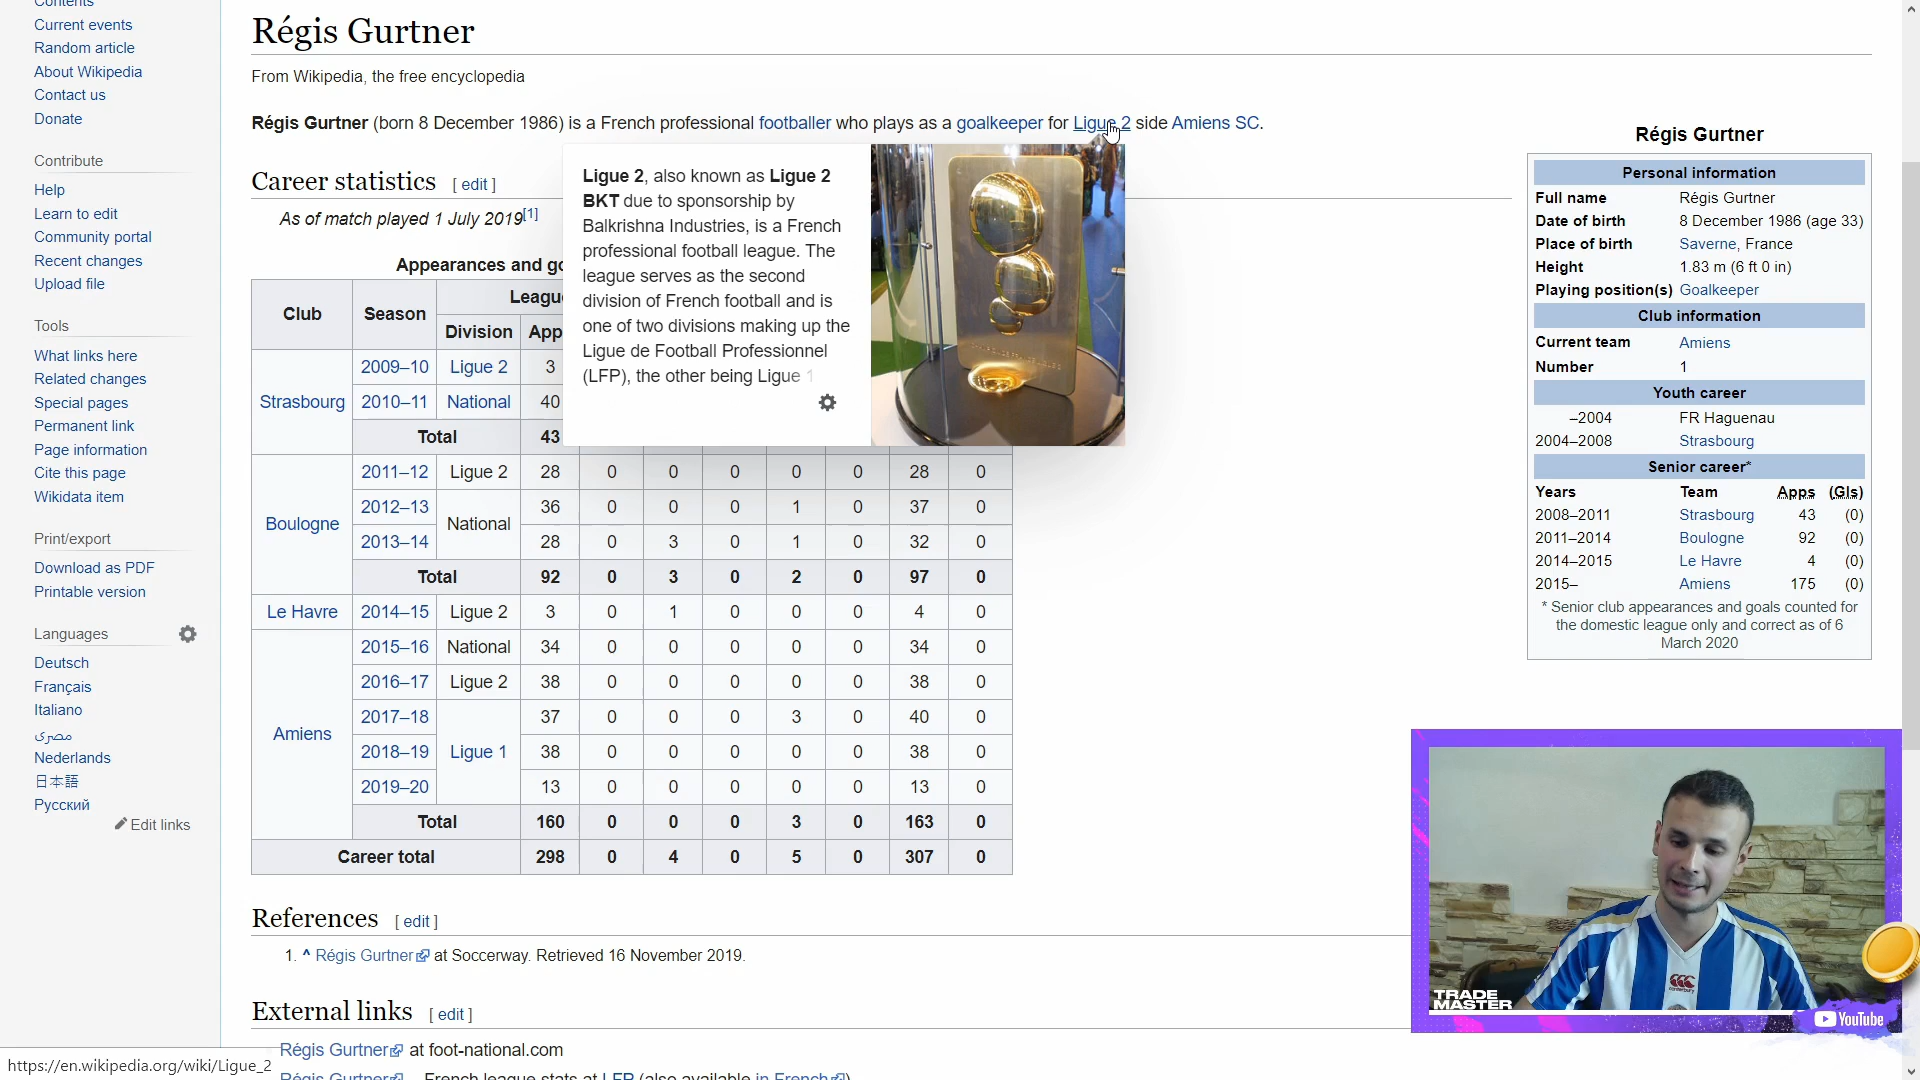 Contents
Current events
Random article
About Wikipedia
Contact us
Donate
Contribute
Help
Learn to edit
Community portal
Recent changes
Upload file
Tools
What links here
Related changes
Special pages
Permanent link
Page information
Cite this page
Wikidata item
Print/export
Download as PDF
Printable version
Languages
Deutsch
Français
Italiano
مصرى
Nederlands
日本語
Русский
Edit links
Régis Gurtner
From Wikipedia, the free encyclopedia
Régis Gurtner (born 8 December 1986) is a French professional footballer who plays as a goalkeeper for Ligue 2 side Amiens SC.
Career statistics [ edit ]
As of match played 1 July 2019[1]
Appearances and go
Ligue 2, also known as Ligue 2
BKT due to sponsorship by
Balkrishna Industries, is a French
professional football league. The
league serves as the second
division of French football and is
one of two divisions making up the
Ligue de Football Professionnel
(LFP), the other being Ligue 1
Club Season Leagu
Division App
Strasbourg 2009–10 Ligue 2 3
2010–11 National 40
Total 43
Boulogne 2011–12 Ligue 2 28 0 0 0 0 0 28 0
2012–13 National 36 0 0 0 1 0 37 0
2013–14 28 0 3 0 1 0 32 0
Total 92 0 3 0 2 0 97 0
Le Havre 2014–15 Ligue 2 3 0 1 0 0 0 4 0
Amiens 2015–16 National 34 0 0 0 0 0 34 0
2016–17 Ligue 2 38 0 0 0 0 0 38 0
2017–18 Ligue 1 37 0 0 0 3 0 40 0
2018–19 38 0 0 0 0 0 38 0
2019–20 13 0 0 0 0 0 13 0
Total 160 0 0 0 3 0 163 0
Career total 298 0 4 0 5 0 307 0
References [ edit ]
1. ^ Régis Gurtner at Soccerway. Retrieved 16 November 2019.
External links [ edit ]
Régis Gurtner at foot-national.com
Régis Gurtner – French league stats at LFP (also available in French)
https://en.wikipedia.org/wiki/Ligue_2
Régis Gurtner
Personal information
Full name Régis Gurtner
Date of birth 8 December 1986 (age 33)
Place of birth Saverne, France
Height 1.83 m (6 ft 0 in)
Playing position(s) Goalkeeper
Club information
Current team Amiens
Number 1
Youth career
–2004 FR Haguenau
2004–2008 Strasbourg
Senior career*
Years Team Apps (Gls)
2008–2011 Strasbourg 43 (0)
2011–2014 Boulogne 92 (0)
2014–2015 Le Havre 4 (0)
2015– Amiens 175 (0)
* Senior club appearances and goals counted for
the domestic league only and correct as of 6
March 2020
canterbury
TRADE
MASTER
YouTube